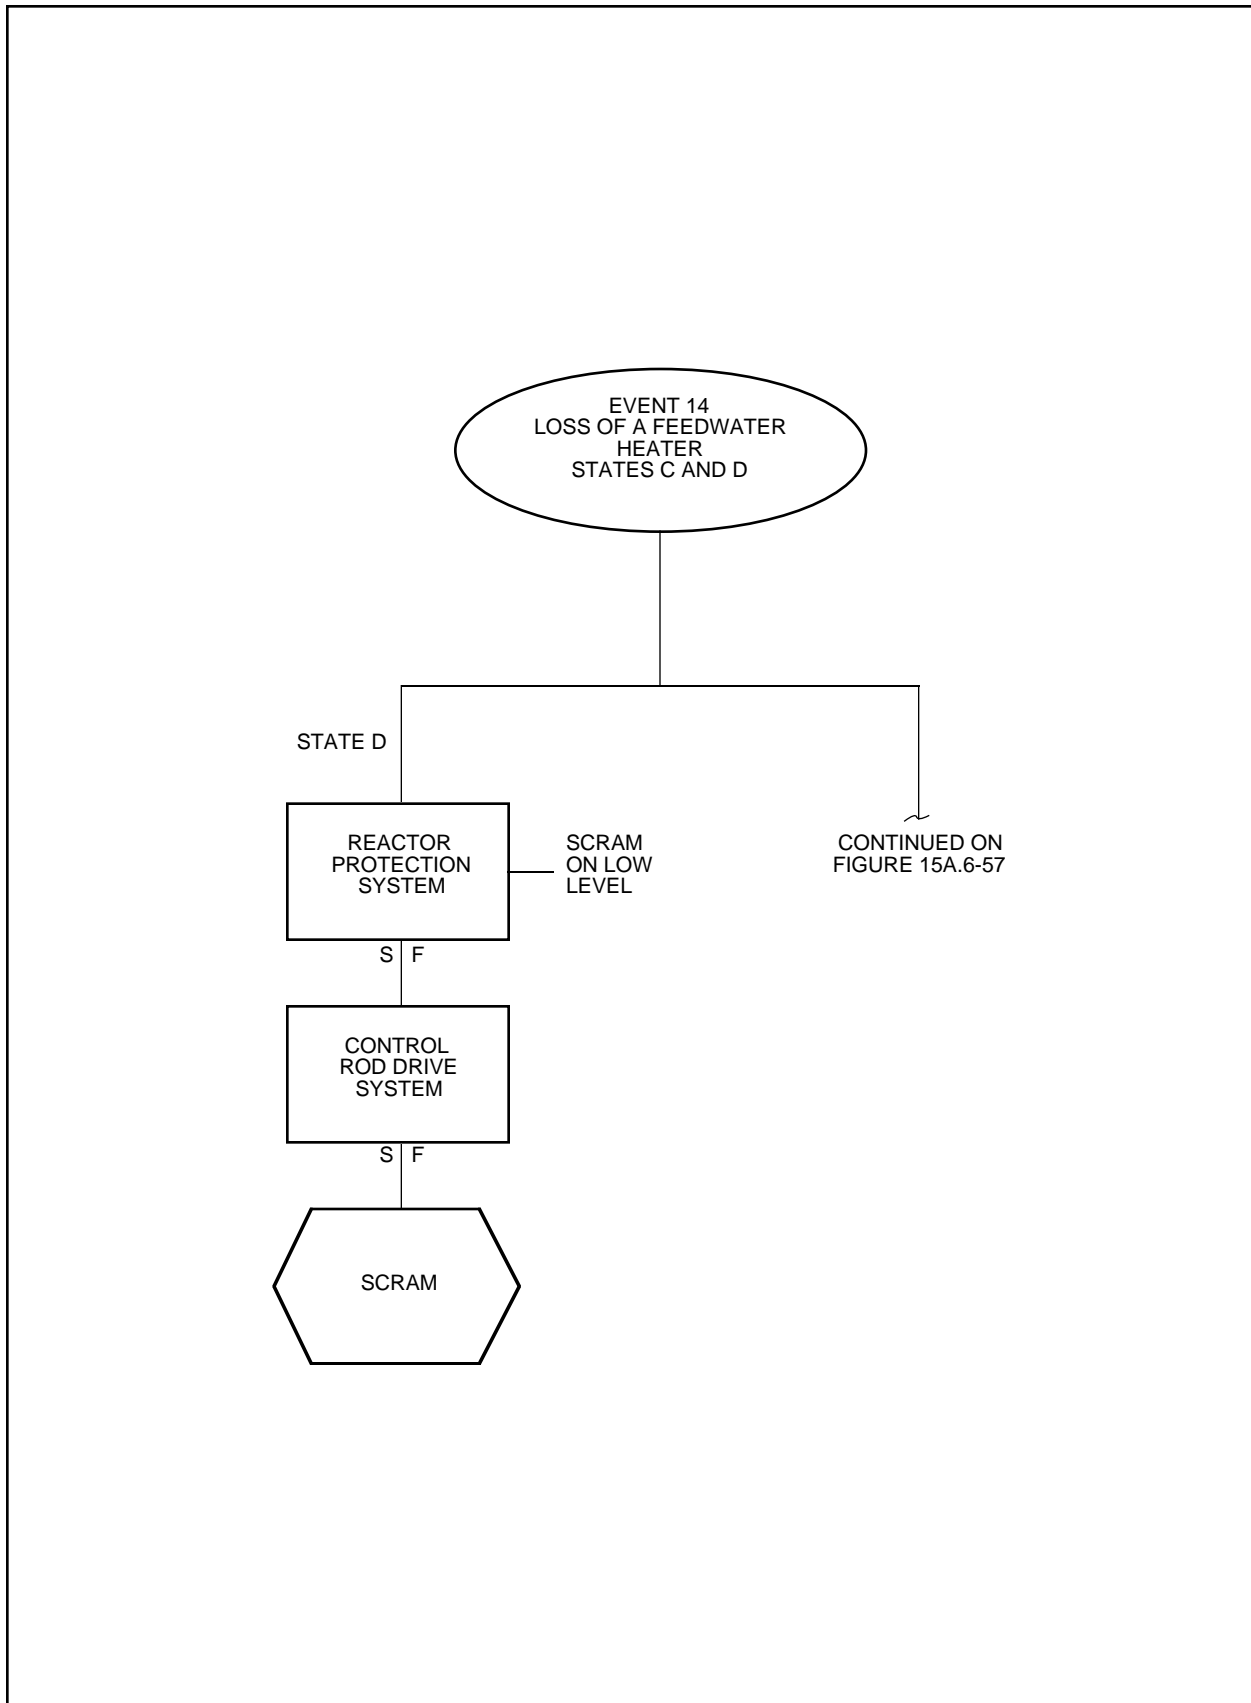 EVENT 14
LOSS OF A FEEDWATER
HEATER
STATES C AND D
STATE D
REACTOR
PROTECTION
SYSTEM
SCRAM
ON LOW
LEVEL
CONTINUED ON
FIGURE 15A.6-57
S F
CONTROL
ROD DRIVE
SYSTEM
S F
SCRAM